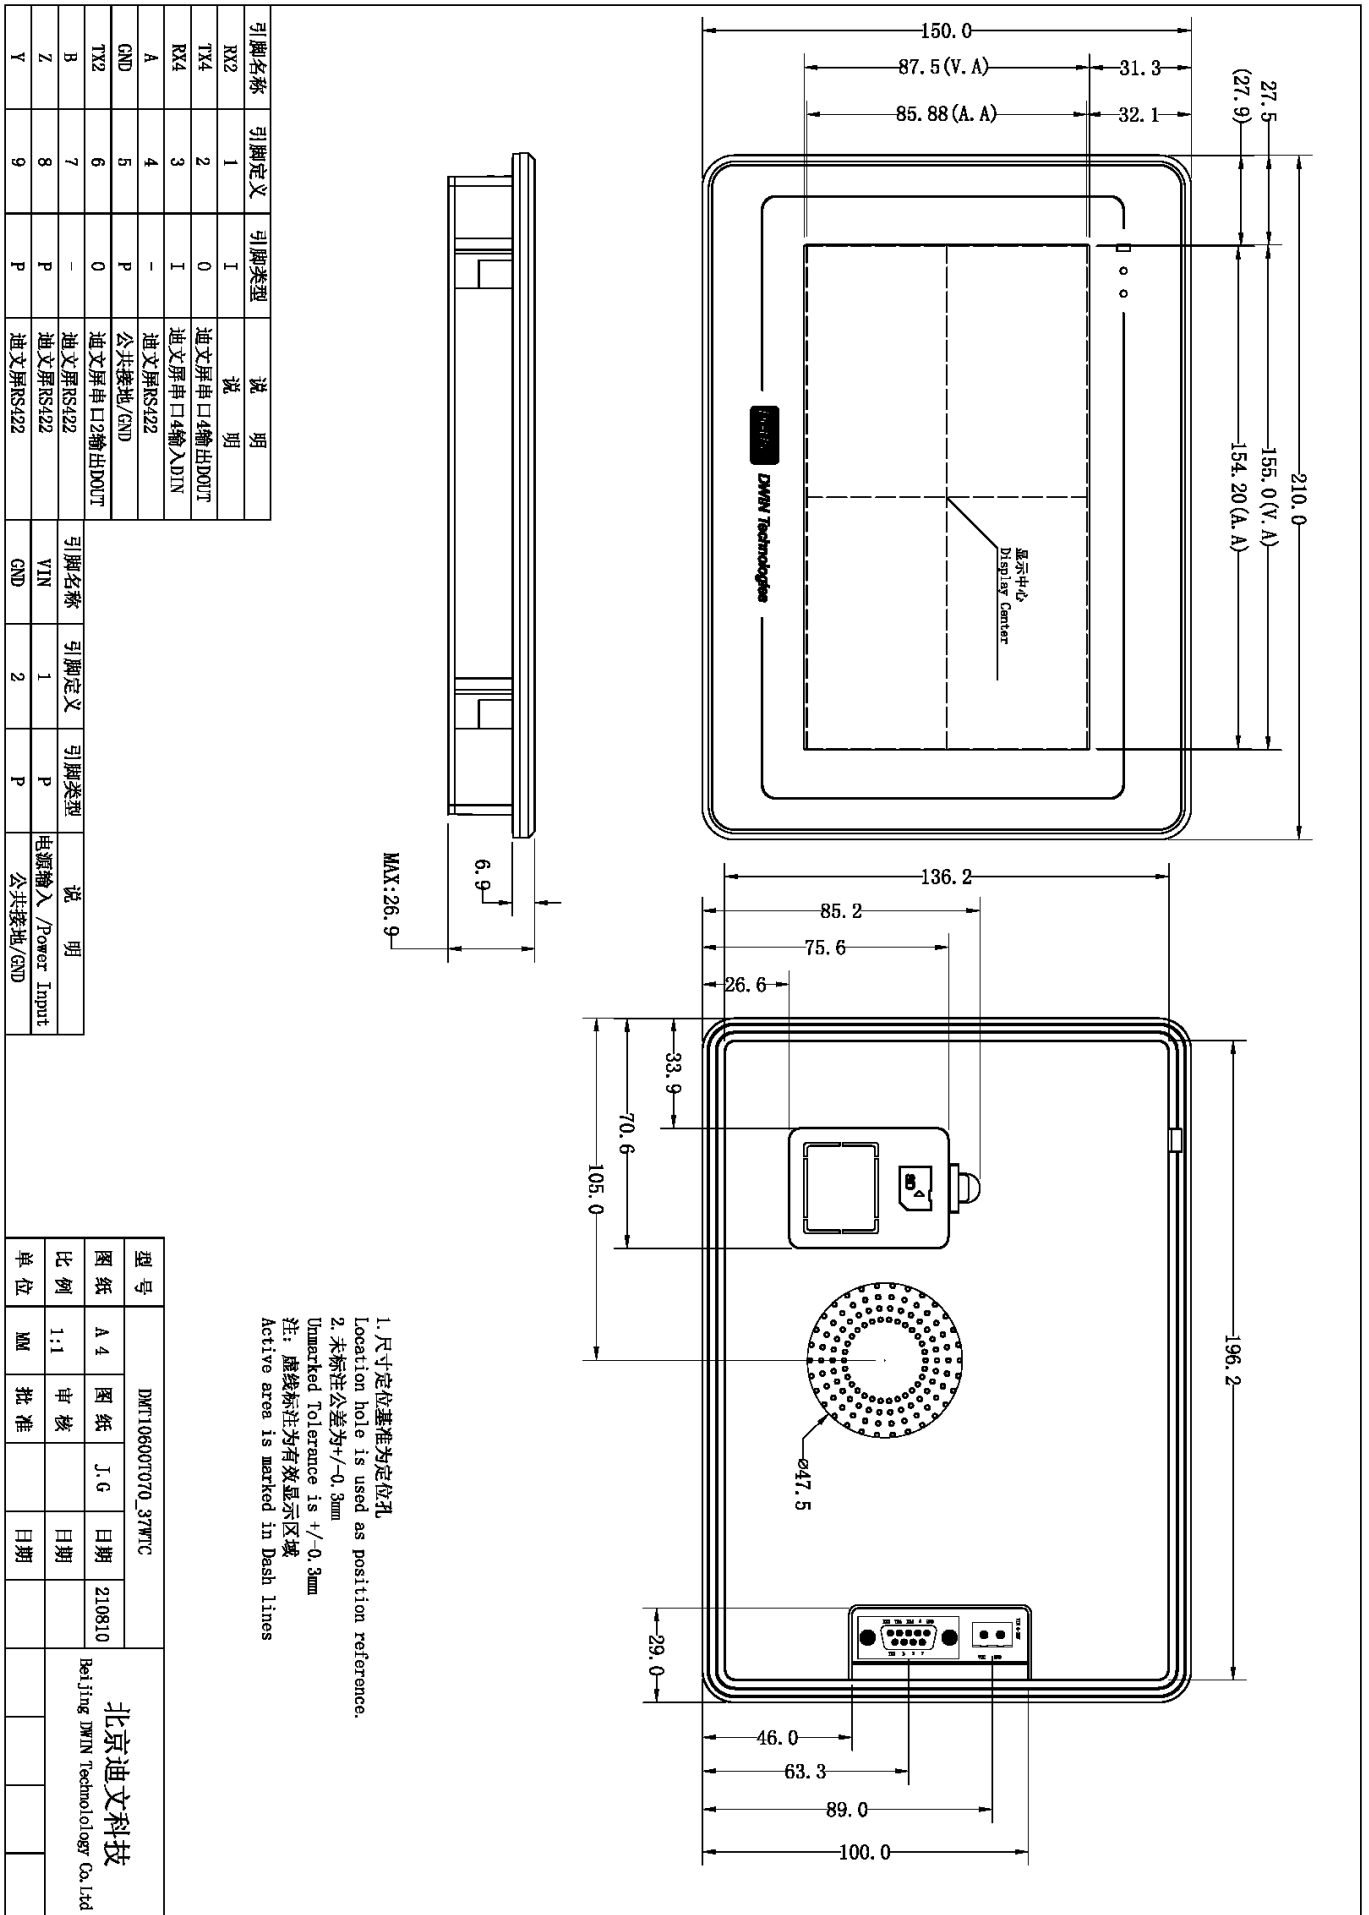 210.0
27.5
155.0(V.A)
(27.9)
154.20(A.A)
150.0
87.5(V.A)
31.3
85.88(A.A)
32.1
显示中心
Display Center
DWIN Technologies
6.9
MAX:26.9
196.2
136.2
85.2
75.6
26.6
33.9
70.6
105.0
SD
⌀47.5
29.0
46.0
63.3
89.0
100.0
1.尺寸定位基准为定位孔
Location hole is used as position reference.
2.未标注公差为+/-0.3mm
Unmarked Tolerance is +/-0.3mm
注: 虚线标注为有效显示区域
Active area is marked in Dash lines
引脚名称 引脚定义 引脚类型 说 明
RX2 1 I 说 明
TX4 2 O 迪文屏串口4输出DOUT
RX4 3 I 迪文屏串口4输入DIN
A 4 - 迪文屏RS422
GND 5 P 公共接地/GND
TX2 6 O 迪文屏串口2输出DOUT
B 7 - 迪文屏RS422
Z 8 P 迪文屏RS422
Y 9 P 迪文屏RS422
引脚名称 引脚定义 引脚类型 说 明
VIN 1 P 电源输入 /Power Input
GND 2 P 公共接地/GND
型号 DMT10600T070_37WTC
图纸 A4 图纸 J.G 日期 210810
比例 1:1 审核 日期
单位 MM 批准 日期
北京迪文科技
Beijing DWIN Technolology Co.Ltd